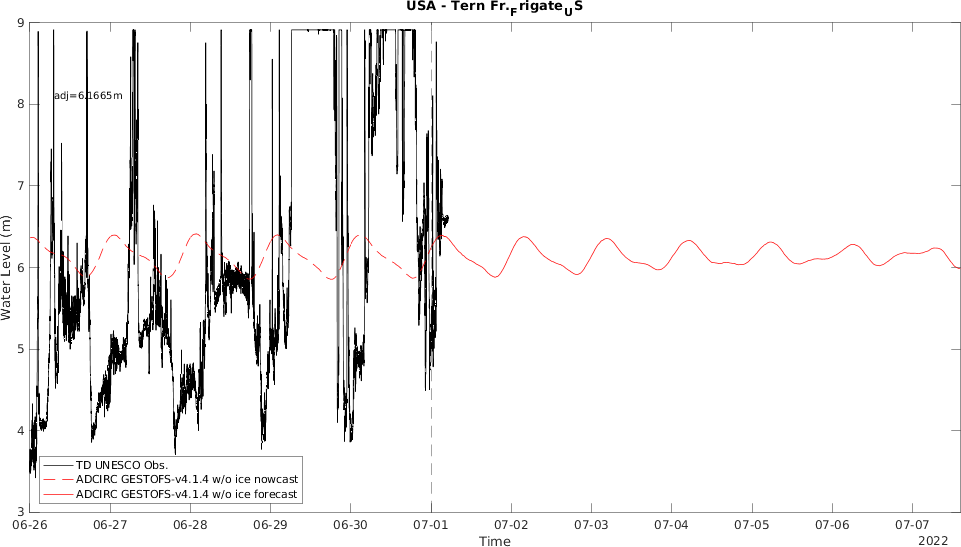 USA - Tern Fr.FrigateUS
9
8
7
6
5
4
3
Water Level (m)
adj=6.1665m
TD UNESCO Obs.
ADCIRC GESTOFS-v4.1.4 w/o ice nowcast
ADCIRC GESTOFS-v4.1.4 w/o ice forecast
06-26 06-27 06-28 06-29 06-30 07-01 07-02 07-03 07-04 07-05 07-06 07-07
Time
2022